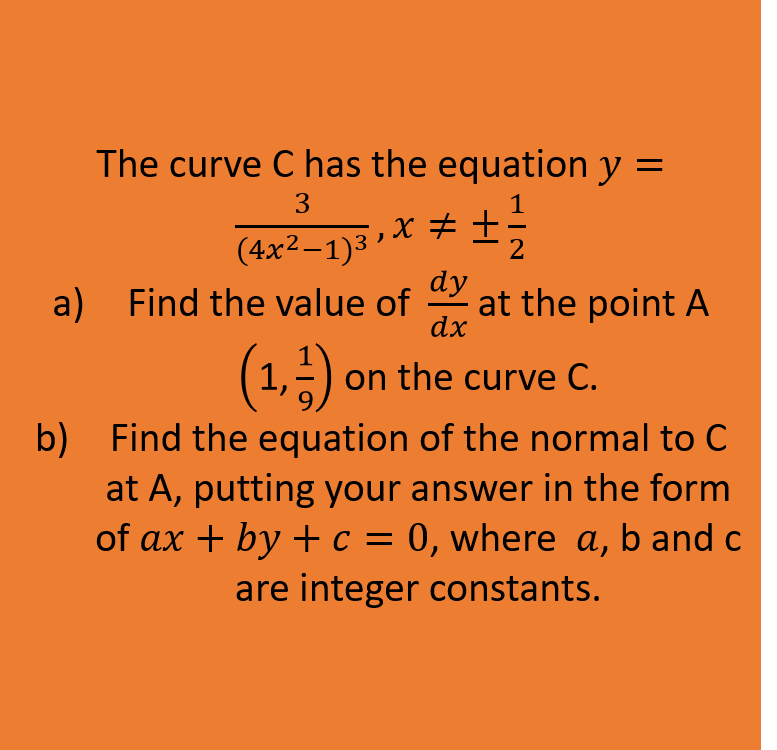 The curve C has the equation y =
3/(4x²−1)³, x ≠ ±1/2
a) Find the value of dy/dx at the point A
(1, 1/9) on the curve C.
b) Find the equation of the normal to C
at A, putting your answer in the form
of ax + by + c = 0, where a, b and c
are integer constants.